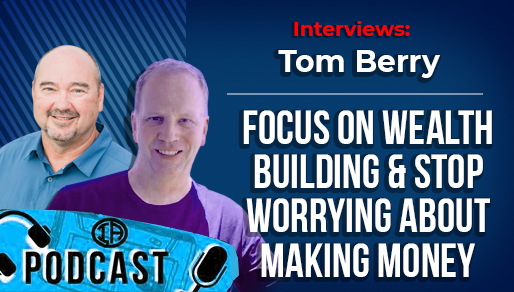 Interviews:
Tom Berry
FOCUS ON WEALTH
BUILDING & STOP
WORRYING ABOUT
MAKING MONEY
PODCAST